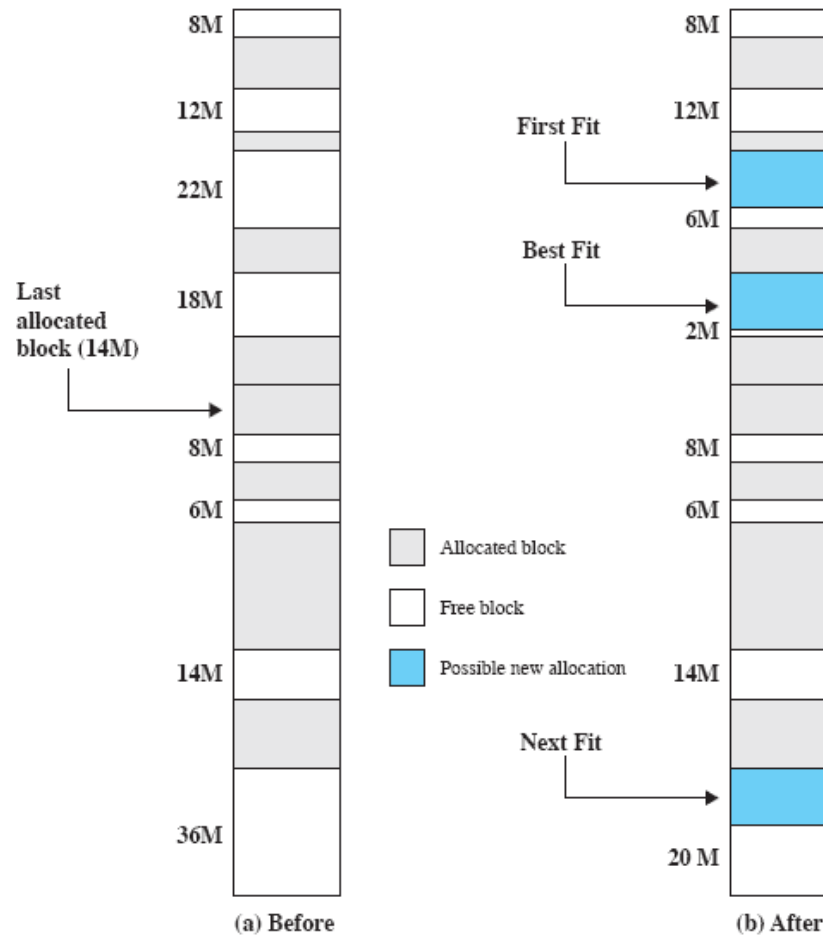 8M
12M
22M
18M
Last
allocated
block (14M)
8M
6M
14M
36M
(a) Before
Allocated block
Free block
Possible new allocation
8M
12M
First Fit
6M
Best Fit
2M
8M
6M
14M
Next Fit
20 M
(b) After